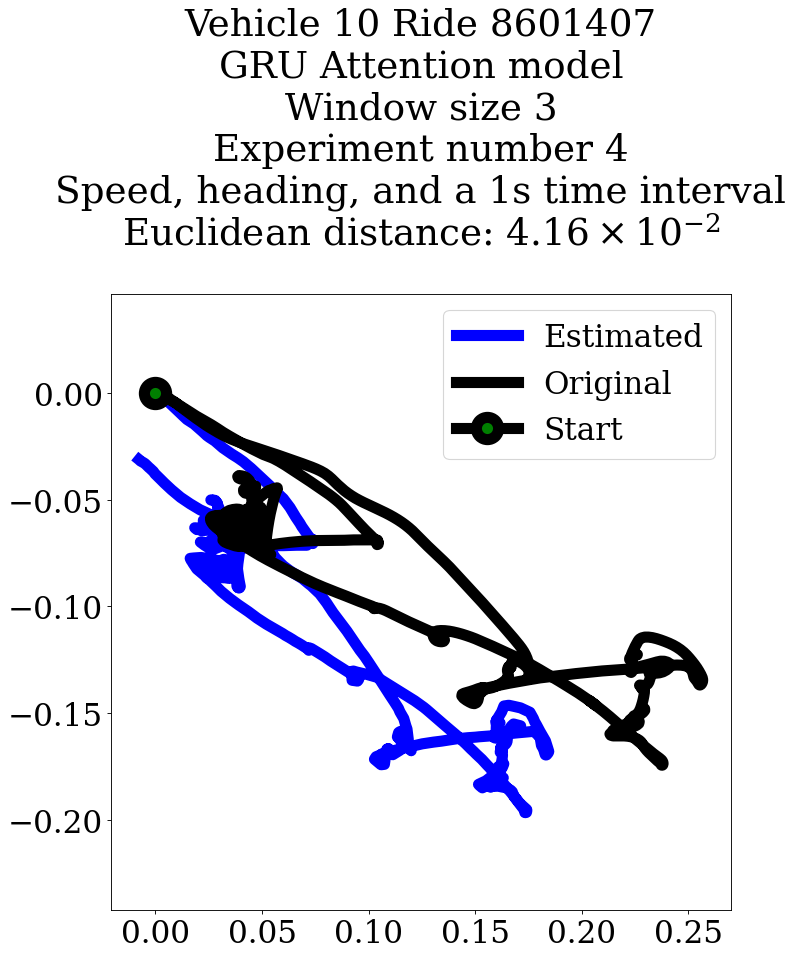 Vehicle 10 Ride 8601407
GRU Attention model
Window size 3
Experiment number 4
Speed, heading, and a 1s time interval
Euclidean distance: 4.16 × 10⁻²
Estimated
Original
Start
0.00
−0.05
−0.10
−0.15
−0.20
0.00 0.05 0.10 0.15 0.20 0.25